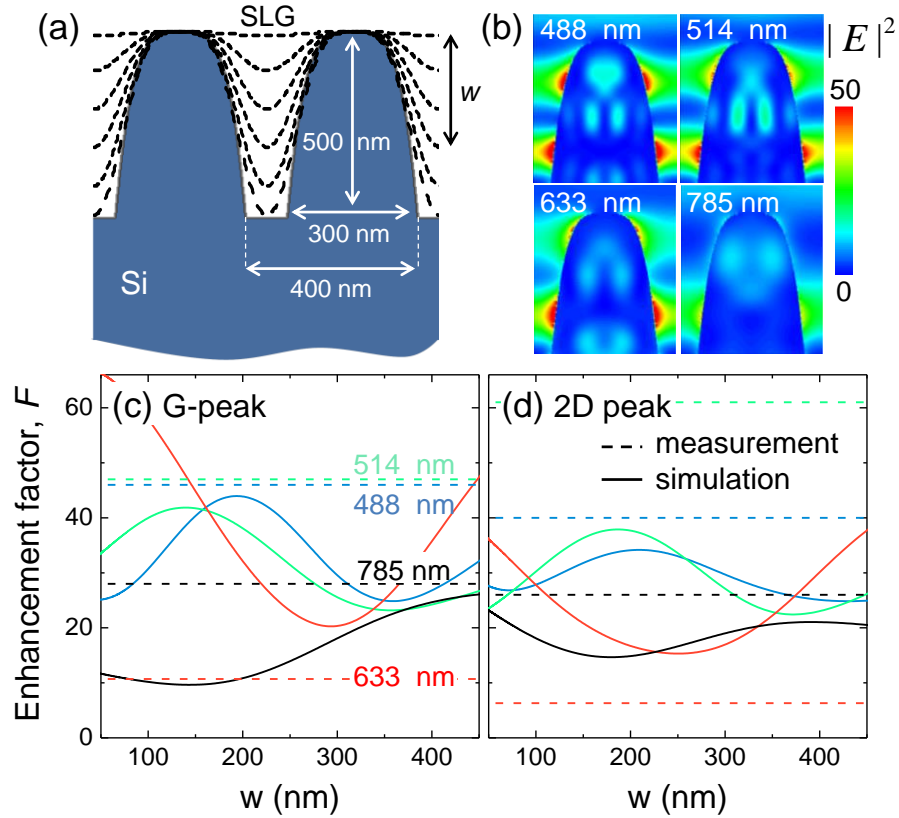 (a)
SLG
w
500 nm
300 nm
400 nm
Si
(b)
488 nm
514 nm
633 nm
785 nm
|E|²
50
0
Enhancement factor, F
60
40
20
0
(c) G-peak
514 nm
488 nm
785 nm
633 nm
100
200
300
400
w (nm)
(d) 2D peak
measurement
simulation
100
200
300
400
w (nm)